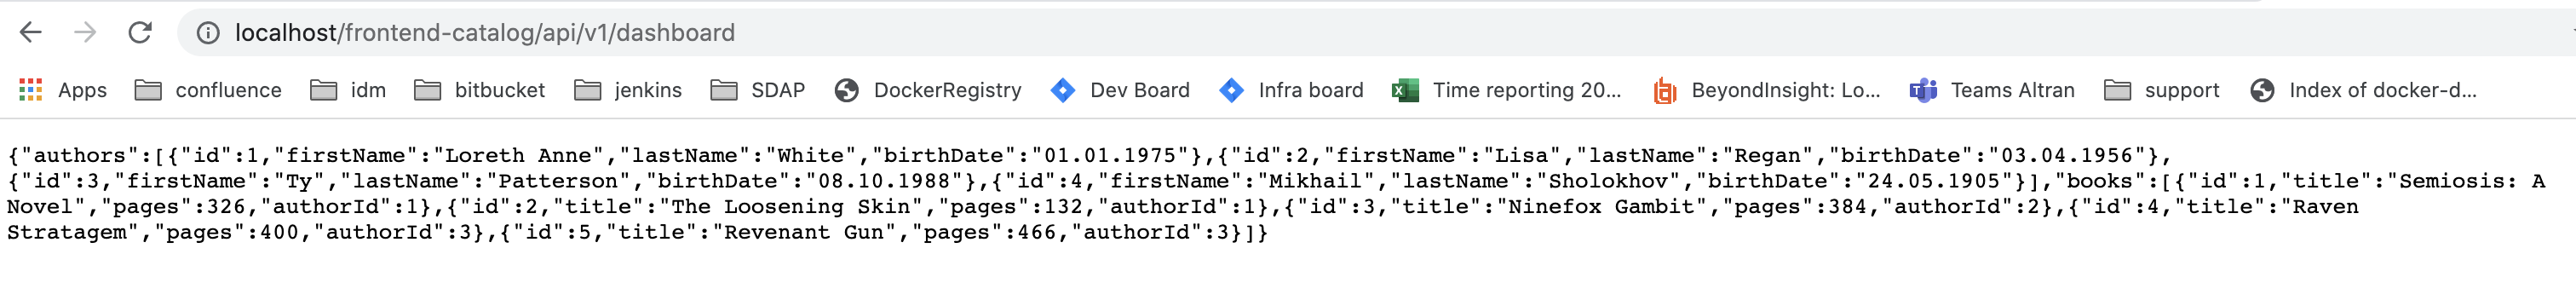 localhost/frontend-catalog/api/v1/dashboard
Apps confluence idm bitbucket jenkins SDAP DockerRegistry Dev Board Infra board Time reporting 20... BeyondInsight: Lo... Teams Altran support Index of docker-d...
{"authors":[{"id":1,"firstName":"Loreth Anne","lastName":"White","birthDate":"01.01.1975"},{"id":2,"firstName":"Lisa","lastName":"Regan","birthDate":"03.04.1956"},
{"id":3,"firstName":"Ty","lastName":"Patterson","birthDate":"08.10.1988"},{"id":4,"firstName":"Mikhail","lastName":"Sholokhov","birthDate":"24.05.1905"}],"books":[{"id":1,"title":"Semiosis: A
Novel","pages":326,"authorId":1},{"id":2,"title":"The Loosening Skin","pages":132,"authorId":1},{"id":3,"title":"Ninefox Gambit","pages":384,"authorId":2},{"id":4,"title":"Raven
Stratagem","pages":400,"authorId":3},{"id":5,"title":"Revenant Gun","pages":466,"authorId":3}]}